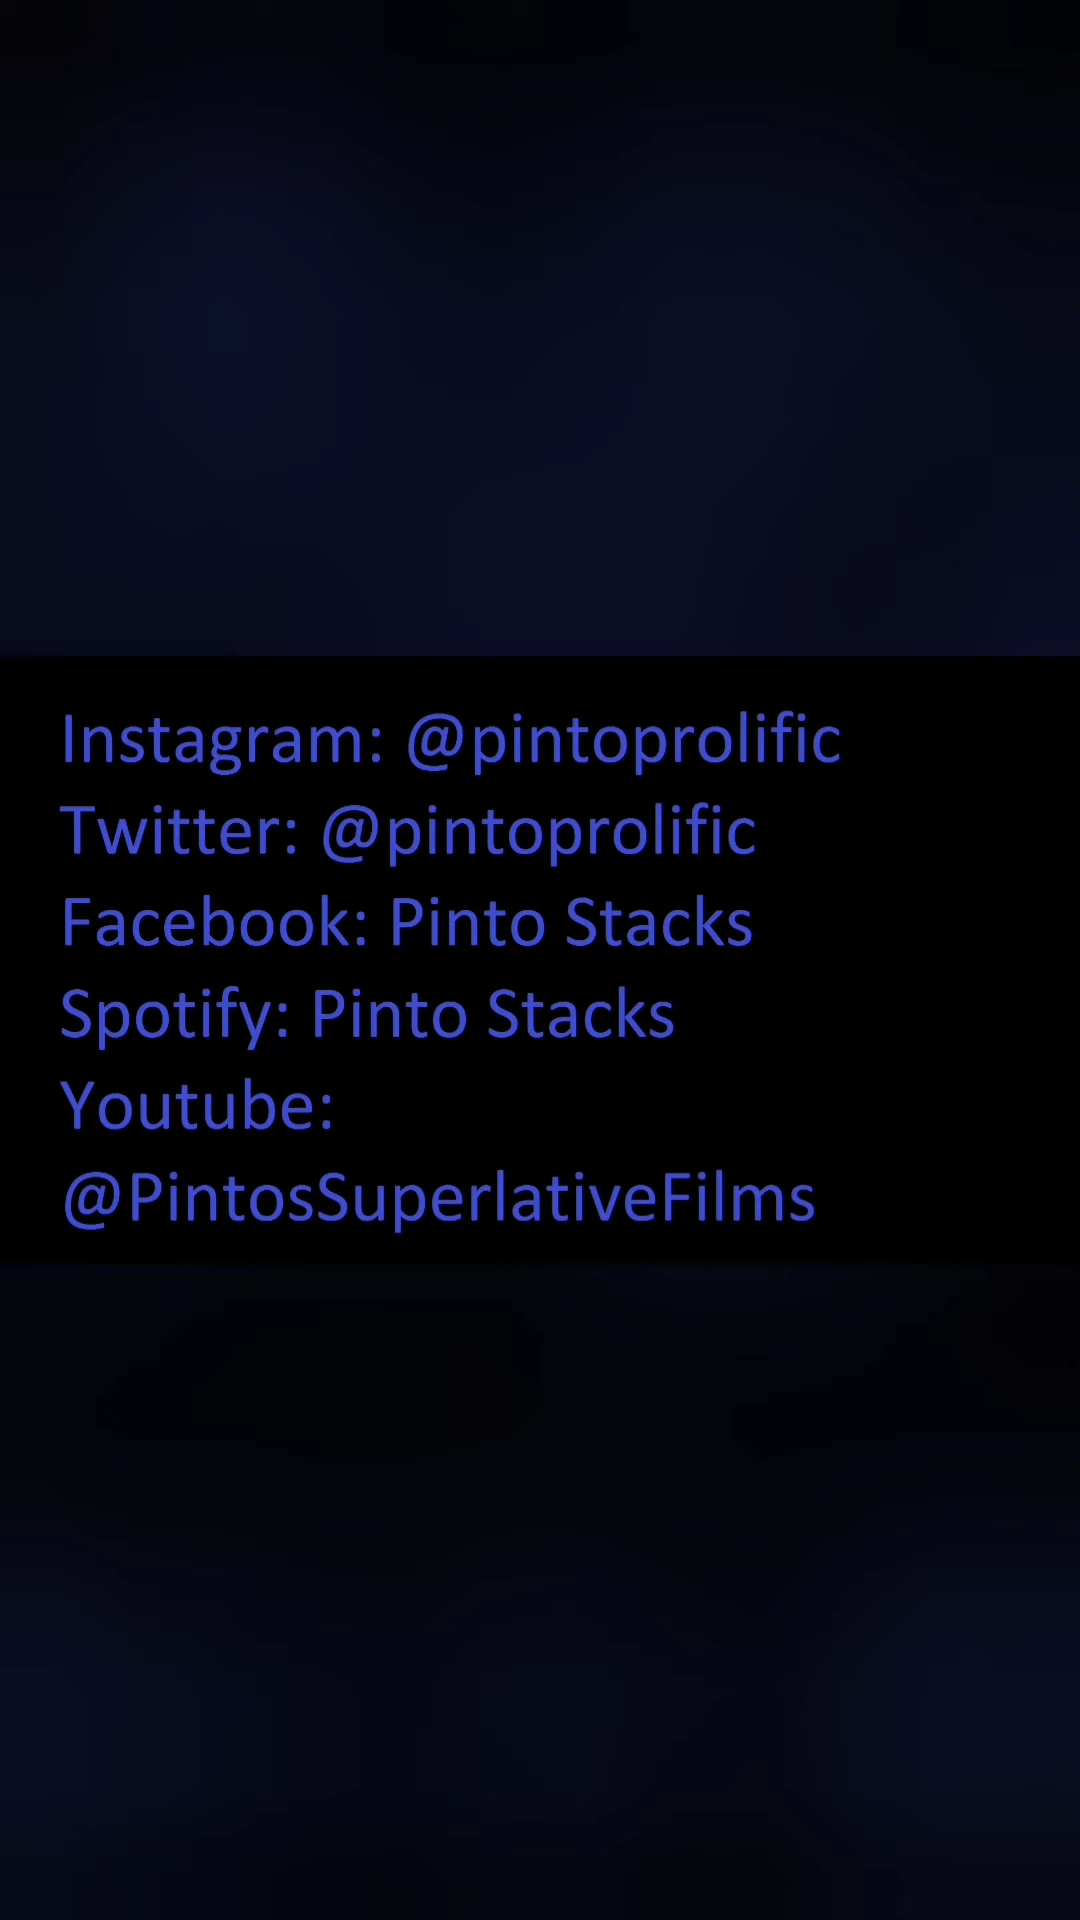 Instagram: @pintoprolific
Twitter: @pintoprolific
Facebook: Pinto Stacks
Spotify: Pinto Stacks
Youtube:
@PintosSuperlativeFilms